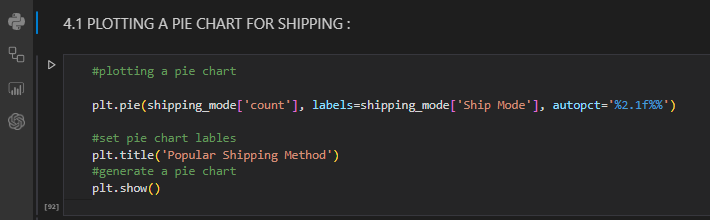 4.1 PLOTTING A PIE CHART FOR SHIPPING :
#plotting a pie chart
plt.pie(shipping_mode['count'], labels=shipping_mode['Ship Mode'], autopct='%2.1f%%')
#set pie chart lables
plt.title('Popular Shipping Method')
#generate a pie chart
plt.show()
[92]